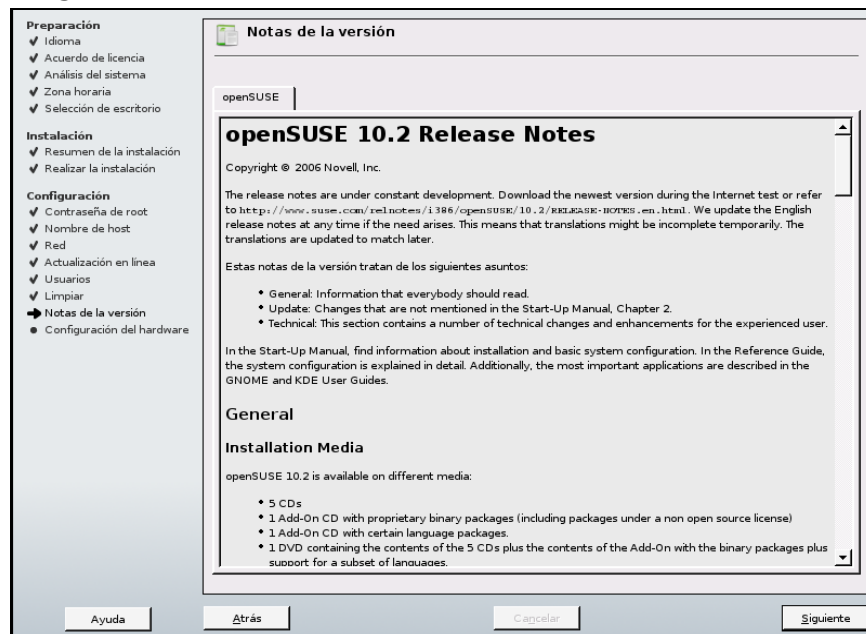 Preparación
Idioma
Acuerdo de licencia
Análisis del sistema
Zona horaria
Selección de escritorio
Instalación
Resumen de la instalación
Realizar la instalación
Configuración
Contraseña de root
Nombre de host
Red
Actualización en línea
Usuarios
Limpiar
Notas de la versión
Configuración del hardware
Notas de la versión
openSUSE
openSUSE 10.2 Release Notes
Copyright © 2006 Novell, Inc.
The release notes are under constant development. Download the newest version during the Internet test or refer
to http://www.suse.com/relnotes/i386/openSUSE/10.2/RELEASE-NOTES.en.html. We update the English
release notes at any time if the need arises. This means that translations might be incomplete temporarily. The
translations are updated to match later.
Estas notas de la versión tratan de los siguientes asuntos:
• General: Information that everybody should read.
• Update: Changes that are not mentioned in the Start-Up Manual, Chapter 2.
• Technical: This section contains a number of technical changes and enhancements for the experienced user.
In the Start-Up Manual, find information about installation and basic system configuration. In the Reference Guide,
the system configuration is explained in detail. Additionally, the most important applications are described in the
GNOME and KDE User Guides.
General
Installation Media
openSUSE 10.2 is available on different media:
• 5 CDs
• 1 Add-On CD with proprietary binary packages (including packages under a non open source license)
• 1 Add-On CD with certain language packages.
• 1 DVD containing the contents of the 5 CDs plus the contents of the Add-On with the binary packages plus
support for a subset of languages.
Ayuda
Atrás
Cancelar
Siguiente